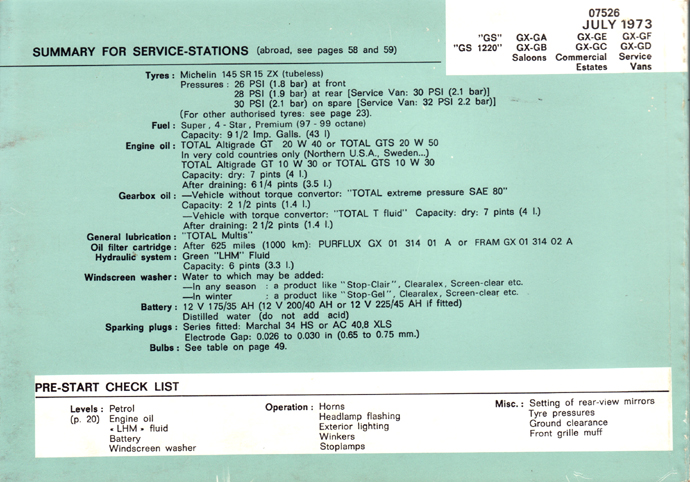 07526
JULY 1973
"GS" GX-GA GX-GE GX-GF
"GS 1220" GX-GB GX-GC GX-GD
Saloons Commercial Service
Estates Vans
SUMMARY FOR SERVICE-STATIONS (abroad, see pages 58 and 59)
Tyres : Michelin 145 SR 15 ZX (tubeless)
Pressures : 26 PSI (1.8 bar) at front
28 PSI (1.9 bar) at rear [Service Van: 30 PSI (2.1 bar)]
30 PSI (2.1 bar) on spare [Service Van: 32 PSI 2.2 bar)]
(For other authorised tyres: see page 23).
Fuel : Super, 4 - Star, Premium (97 - 99 octane)
Capacity: 9 1/2 Imp. Galls. (43 l)
Engine oil : TOTAL Altigrade GT 20 W 40 or TOTAL GTS 20 W 50
In very cold countries only (Northern U.S.A., Sweden...)
TOTAL Altigrade GT 10 W 30 or TOTAL GTS 10 W 30
Capacity: dry: 7 pints (4 l.)
After draining: 6 1/4 pints (3.5 l.)
Gearbox oil : —Vehicle without torque convertor: "TOTAL extreme pressure SAE 80"
Capacity: 2 1/2 pints (1.4 l.)
—Vehicle with torque convertor: "TOTAL T fluid" Capacity: dry: 7 pints (4 l.)
After draining: 2 1/2 pints (1.4 l.)
General lubrication : "TOTAL Multis"
Oil filter cartridge : After 625 miles (1000 km): PURFLUX GX 01 314 01 A or FRAM GX 01 314 02 A
Hydraulic system : Green "LHM" Fluid
Capacity: 6 pints (3.3 l.)
Windscreen washer : Water to which may be added:
—In any season : a product like "Stop-Clair", Clearalex, Screen-clear etc.
—In winter : a product like "Stop-Gel", Clearalex, Screen-clear etc.
Battery : 12 V 175/35 AH (12 V 200/40 AH or 12 V 225/45 AH if fitted)
Distilled water (do not add acid)
Sparking plugs : Series fitted: Marchal 34 HS or AC 40,8 XLS
Electrode Gap: 0.026 to 0.030 in (0.65 to 0.75 mm.)
Bulbs : See table on page 49.
PRE-START CHECK LIST
Levels : Petrol
(p. 20) Engine oil
« LHM » fluid
Battery
Windscreen washer
Operation : Horns
Headlamp flashing
Exterior lighting
Winkers
Stoplamps
Misc. : Setting of rear-view mirrors
Tyre pressures
Ground clearance
Front grille muff